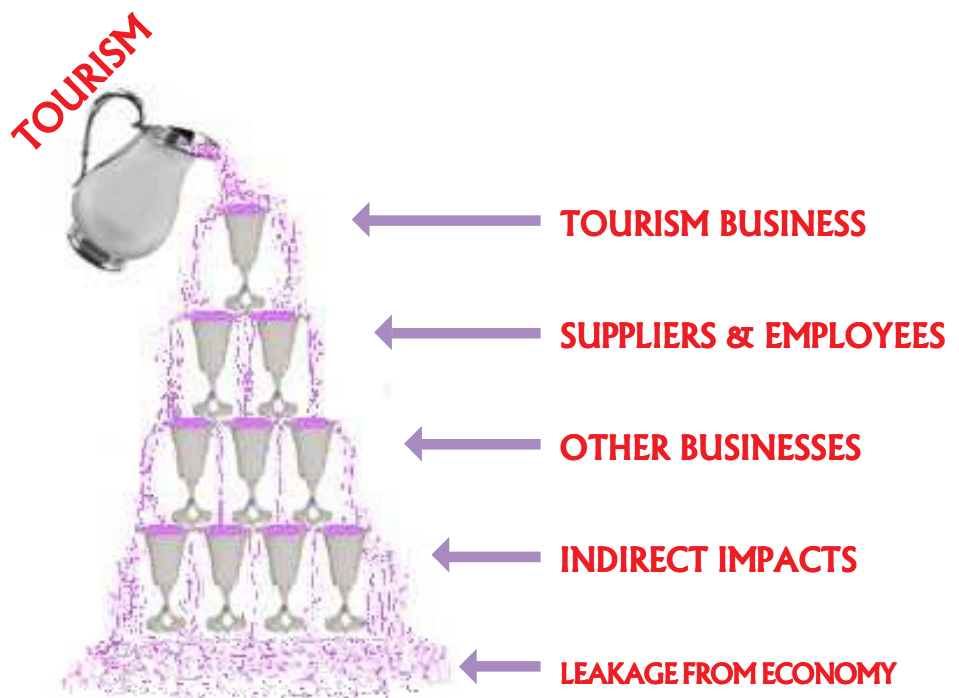 TOURISM
TOURISM BUSINESS
SUPPLIERS & EMPLOYEES
OTHER BUSINESSES
INDIRECT IMPACTS
LEAKAGE FROM ECONOMY